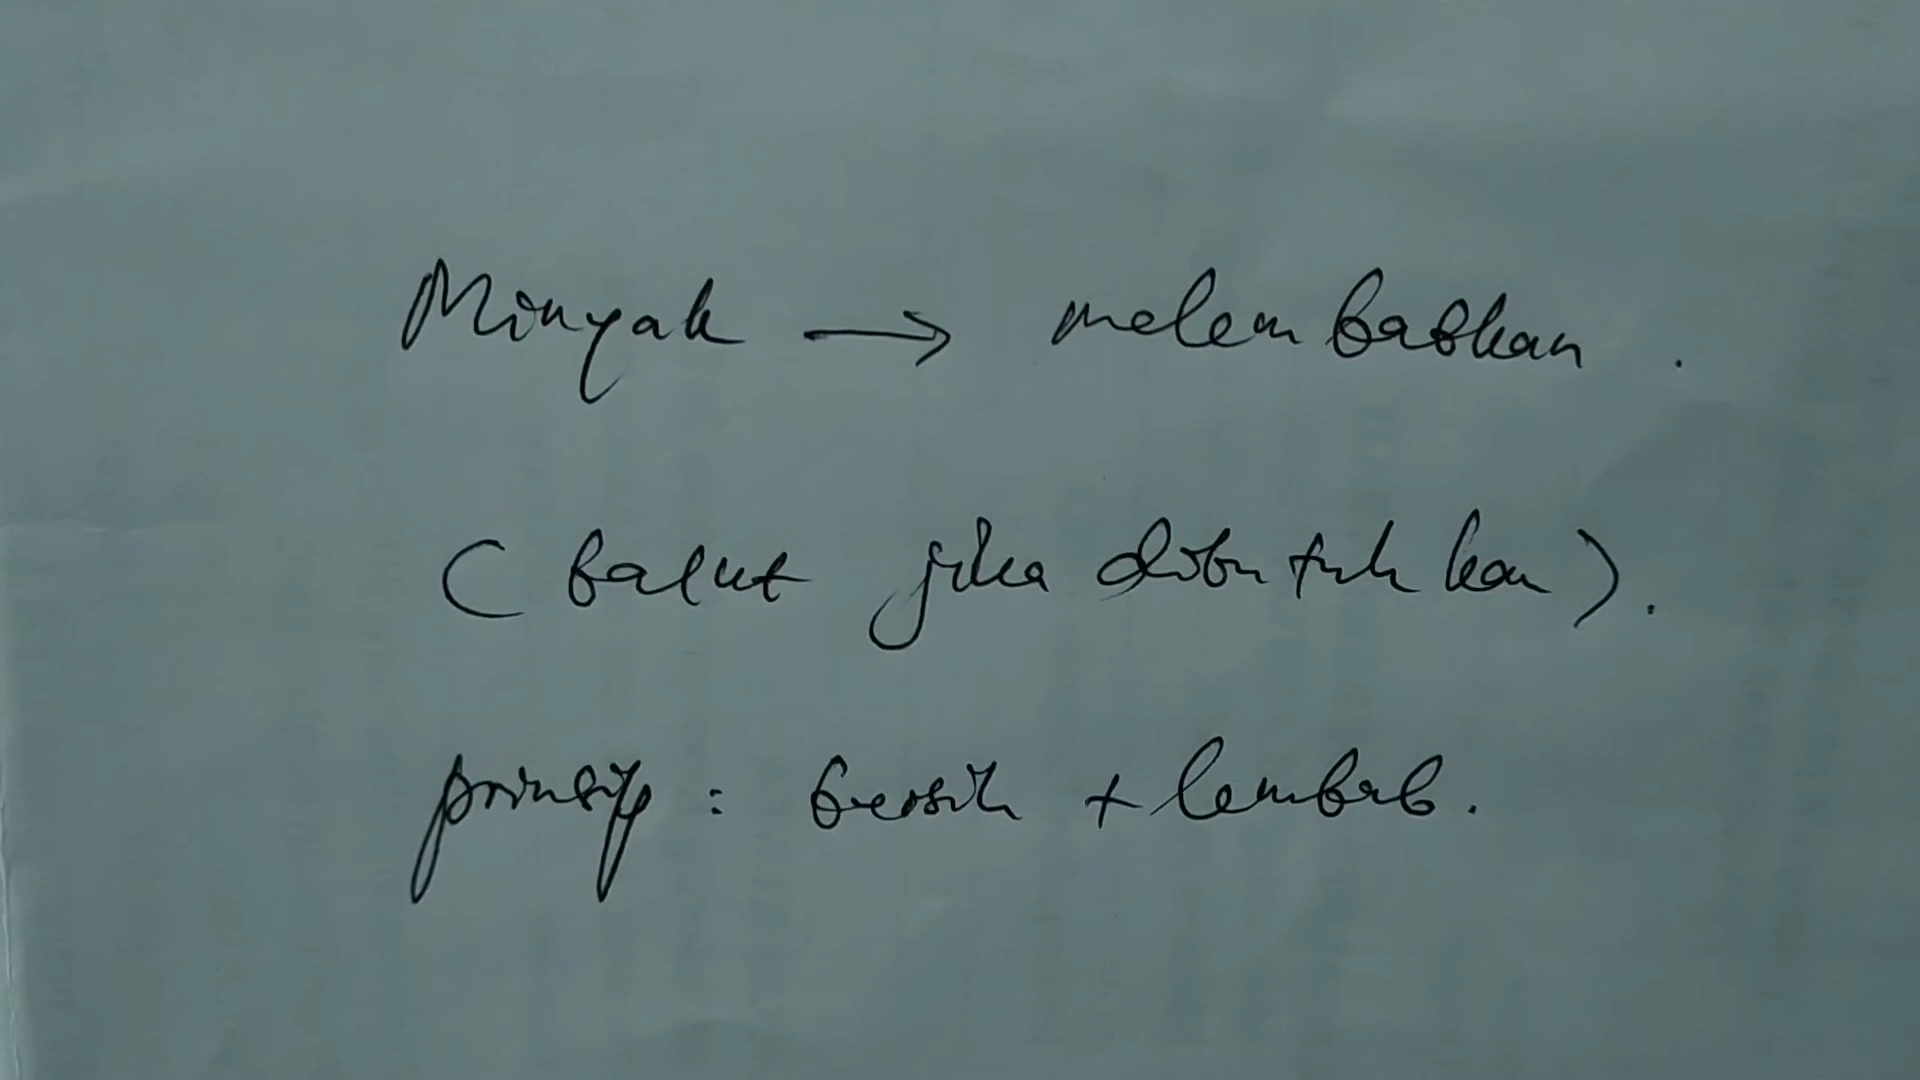 Minyak → melembabkan .
( balut jika dibutuhkan ) .
prinsip : bersih + lembab .